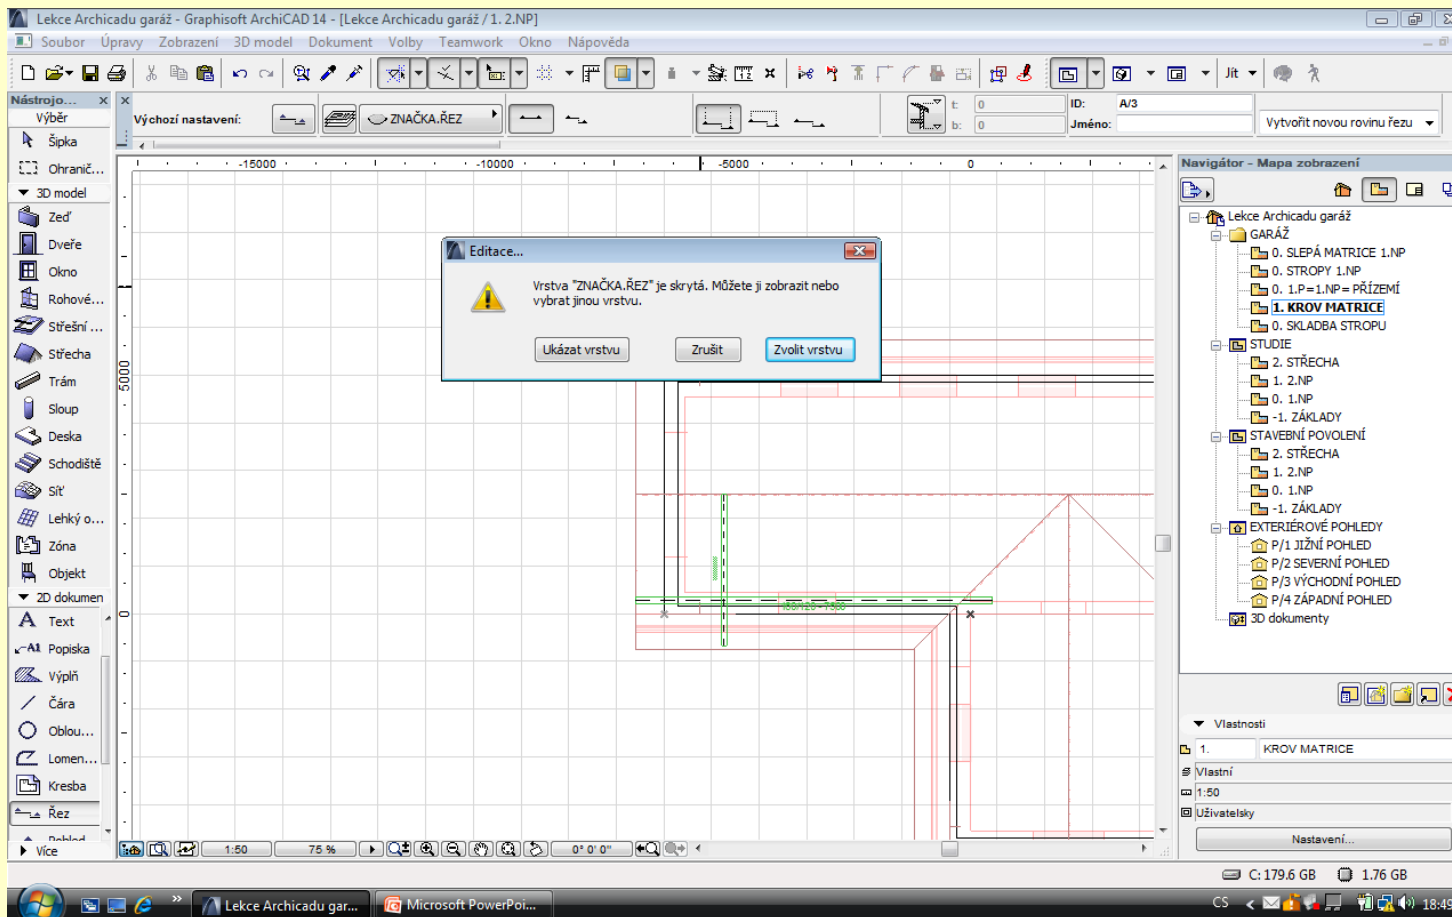 Lekce Archicadu garáž - Graphisoft ArchiCAD 14 - [Lekce Archicadu garáž / 1. 2.NP]
Soubor Úpravy Zobrazení 3D model Dokument Volby Teamwork Okno Nápověda
Jít
Nástrojo...
Výběr
Šipka
Ohranič...
3D model
Zeď
Dveře
Okno
Rohové...
Střešní ...
Střecha
Trám
Sloup
Deska
Schodiště
Síť
Lehký o...
Zóna
Objekt
2D dokumen
Text
A1 Popiska
Výplň
Čára
Oblou...
Lomen...
Kresba
Řez
Pohled
Více
Výchozí nastavení:
ZNAČKA.ŘEZ
t: 0
b: 0
ID: A/3
Jméno:
Vytvořit novou rovinu řezu
-15000 -10000 -5000 0
5000
0
Editace...
Vrstva "ZNAČKA.ŘEZ" je skrytá. Můžete ji zobrazit nebo
vybrat jinou vrstvu.
Ukázat vrstvu Zrušit Zvolit vrstvu
Navigátor - Mapa zobrazení
Lekce Archicadu garáž
GARÁŽ
0. SLEPÁ MATRICE 1.NP
0. STROPY 1.NP
0. 1.P=1.NP= PŘÍZEMÍ
1. KROV MATRICE
0. SKLADBA STROPU
STUDIE
2. STŘECHA
1. 2.NP
0. 1.NP
-1. ZÁKLADY
STAVEBNÍ POVOLENÍ
2. STŘECHA
1. 2.NP
0. 1.NP
-1. ZÁKLADY
EXTERIÉROVÉ POHLEDY
P/1 JIŽNÍ POHLED
P/2 SEVERNÍ POHLED
P/3 VÝCHODNÍ POHLED
P/4 ZÁPADNÍ POHLED
3D dokumenty
Vlastnosti
1. KROV MATRICE
Vlastní
1:50
Uživatelsky
Nastavení...
1:50 75 % 0° 0' 0"
C: 179.6 GB 1.76 GB
Lekce Archicadu gar... Microsoft PowerPoi... CS 18:49